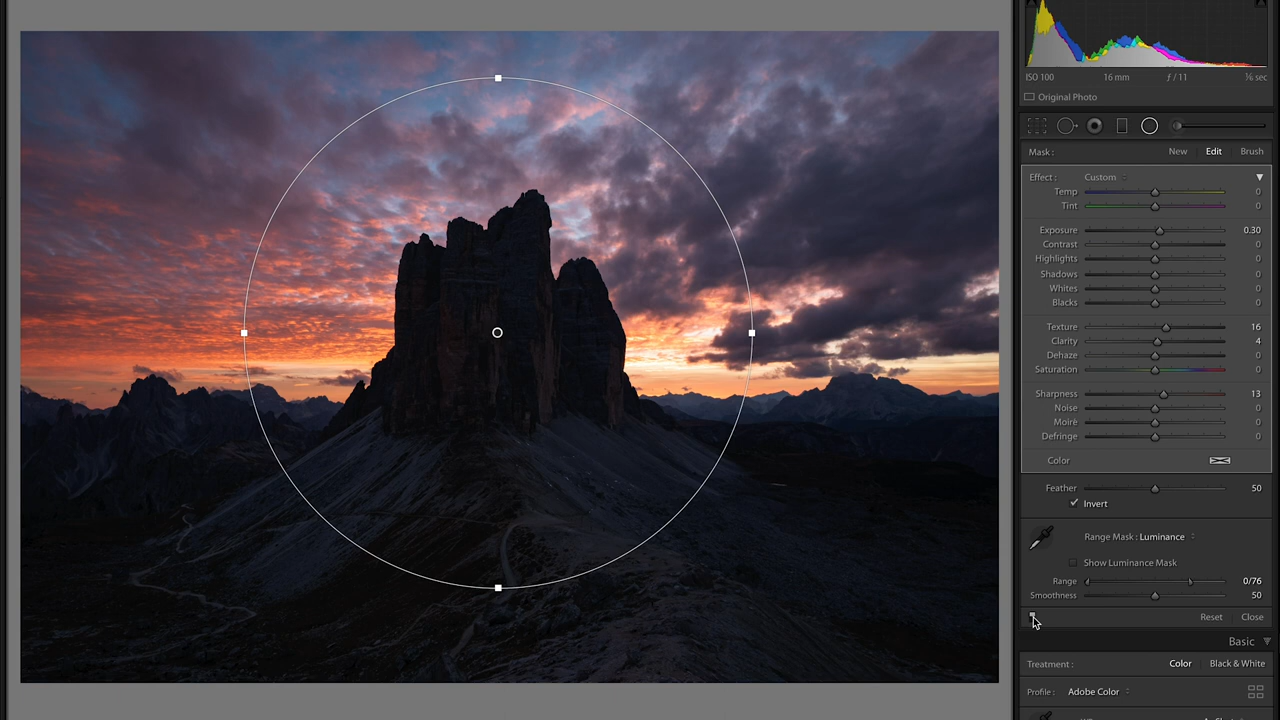 ISO 100 16 mm ƒ / 11 ⅙ sec
Original Photo
Mask : New Edit Brush
Effect : Custom
Temp 0
Tint 0
Exposure 0.30
Contrast 0
Highlights 0
Shadows 0
Whites 0
Blacks 0
Texture 16
Clarity 4
Dehaze 0
Saturation 0
Sharpness 13
Noise 0
Moiré 0
Defringe 0
Color
Feather 50
Invert
Range Mask : Luminance
Show Luminance Mask
Range 0/76
Smoothness 50
Reset Close
Basic
Treatment : Color Black & White
Profile : Adobe Color